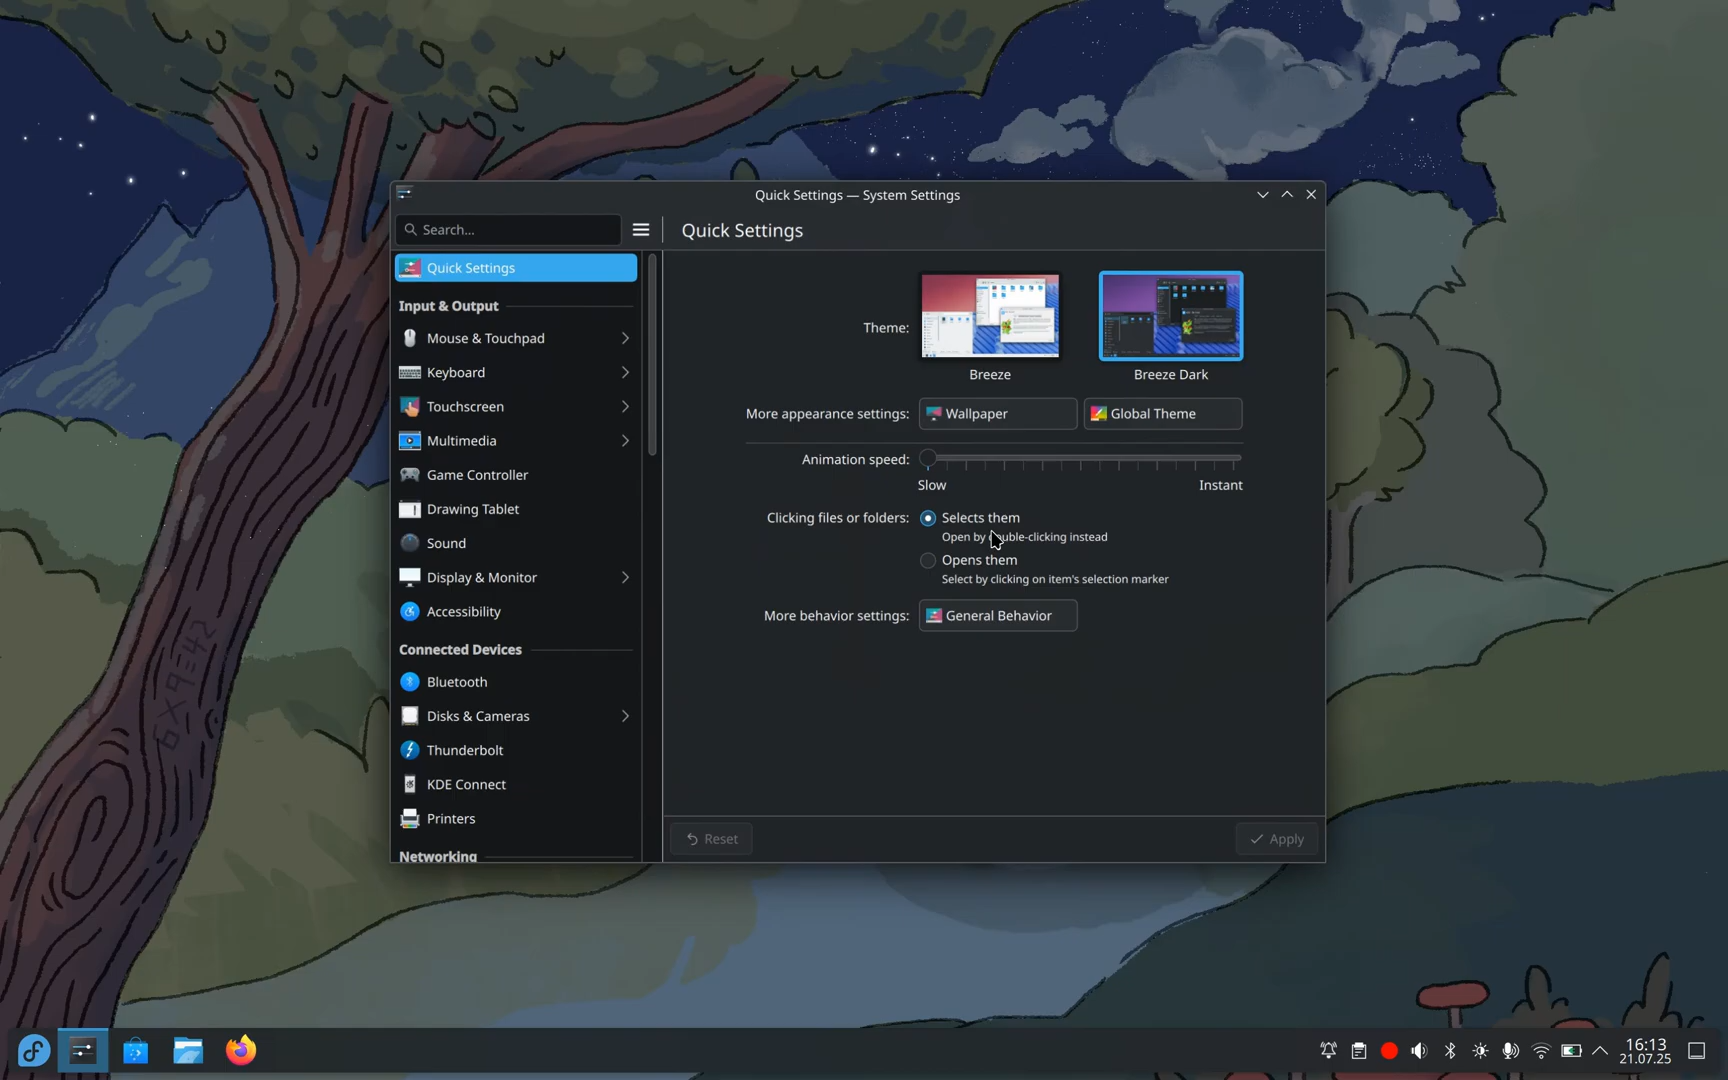 Quick Settings — System Settings
Search...
Quick Settings
Quick Settings
Input & Output
Mouse & Touchpad
Keyboard
Touchscreen
Multimedia
Game Controller
Drawing Tablet
Sound
Display & Monitor
Accessibility
Connected Devices
Bluetooth
Disks & Cameras
Thunderbolt
KDE Connect
Printers
Networking
Theme:
Breeze
Breeze Dark
More appearance settings:
Wallpaper
Global Theme
Animation speed:
Slow
Instant
Clicking files or folders:
Selects them
Open by double-clicking instead
Opens them
Select by clicking on item's selection marker
More behavior settings:
General Behavior
Reset
Apply
6×9=42
16:13
21.07.25